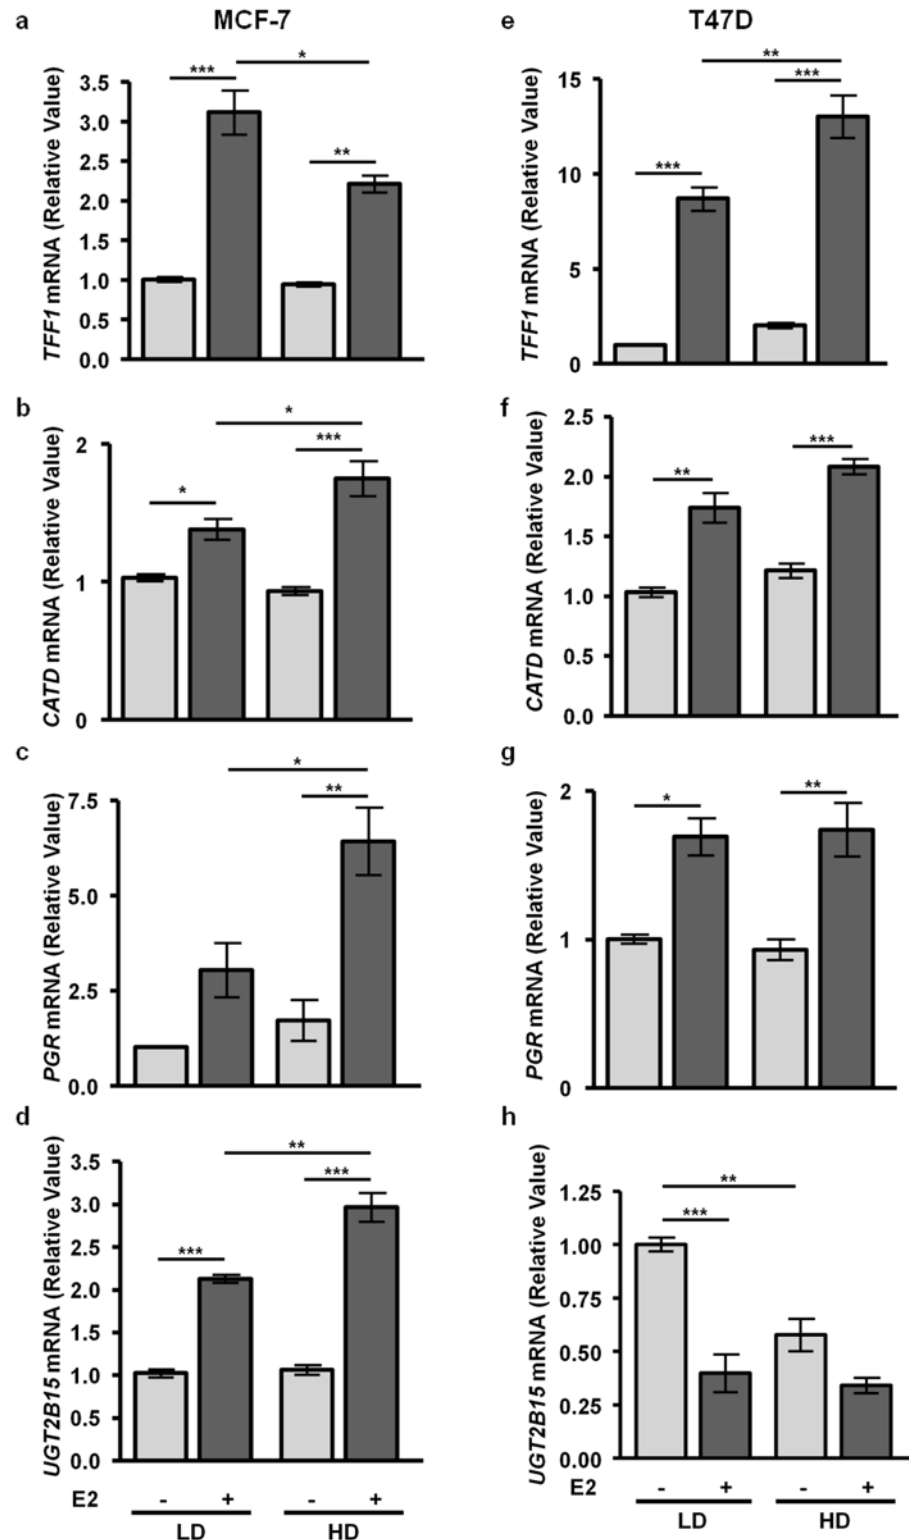 a
MCF-7
TFF1 mRNA (Relative Value)
3.5
3.0
2.5
2.0
1.5
1.0
0.5
0.0
***
*
**
e
T47D
TFF1 mRNA (Relative Value)
15
10
5
0
***
**
***
b
CATD mRNA (Relative Value)
2
1
0
*
*
***
f
CATD mRNA (Relative Value)
2.5
2.0
1.5
1.0
0.5
0.0
**
***
c
PGR mRNA (Relative Value)
7.5
5.0
2.5
0.0
*
**
g
PGR mRNA (Relative Value)
2
1
0
*
**
d
UGT2B15 mRNA (Relative Value)
3.5
3.0
2.5
2.0
1.5
1.0
0.5
0.0
***
**
***
E2 - + - +
LD HD
h
UGT2B15 mRNA (Relative Value)
1.25
1.00
0.75
0.50
0.25
0.00
**
***
E2 - + - +
LD HD